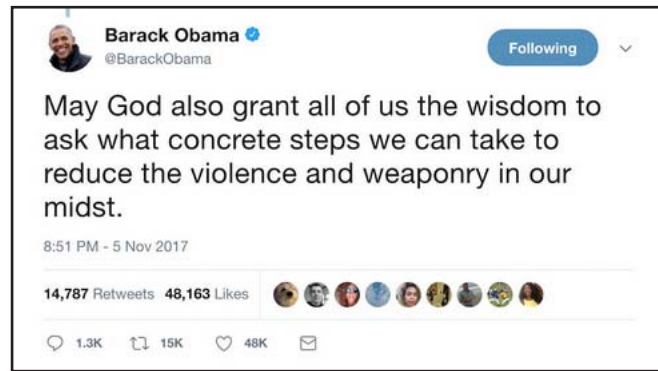 Barack Obama
@BarackObama
Following
May God also grant all of us the wisdom to
ask what concrete steps we can take to
reduce the violence and weaponry in our
midst.
8:51 PM - 5 Nov 2017
14,787 Retweets 48,163 Likes
1.3K 15K 48K